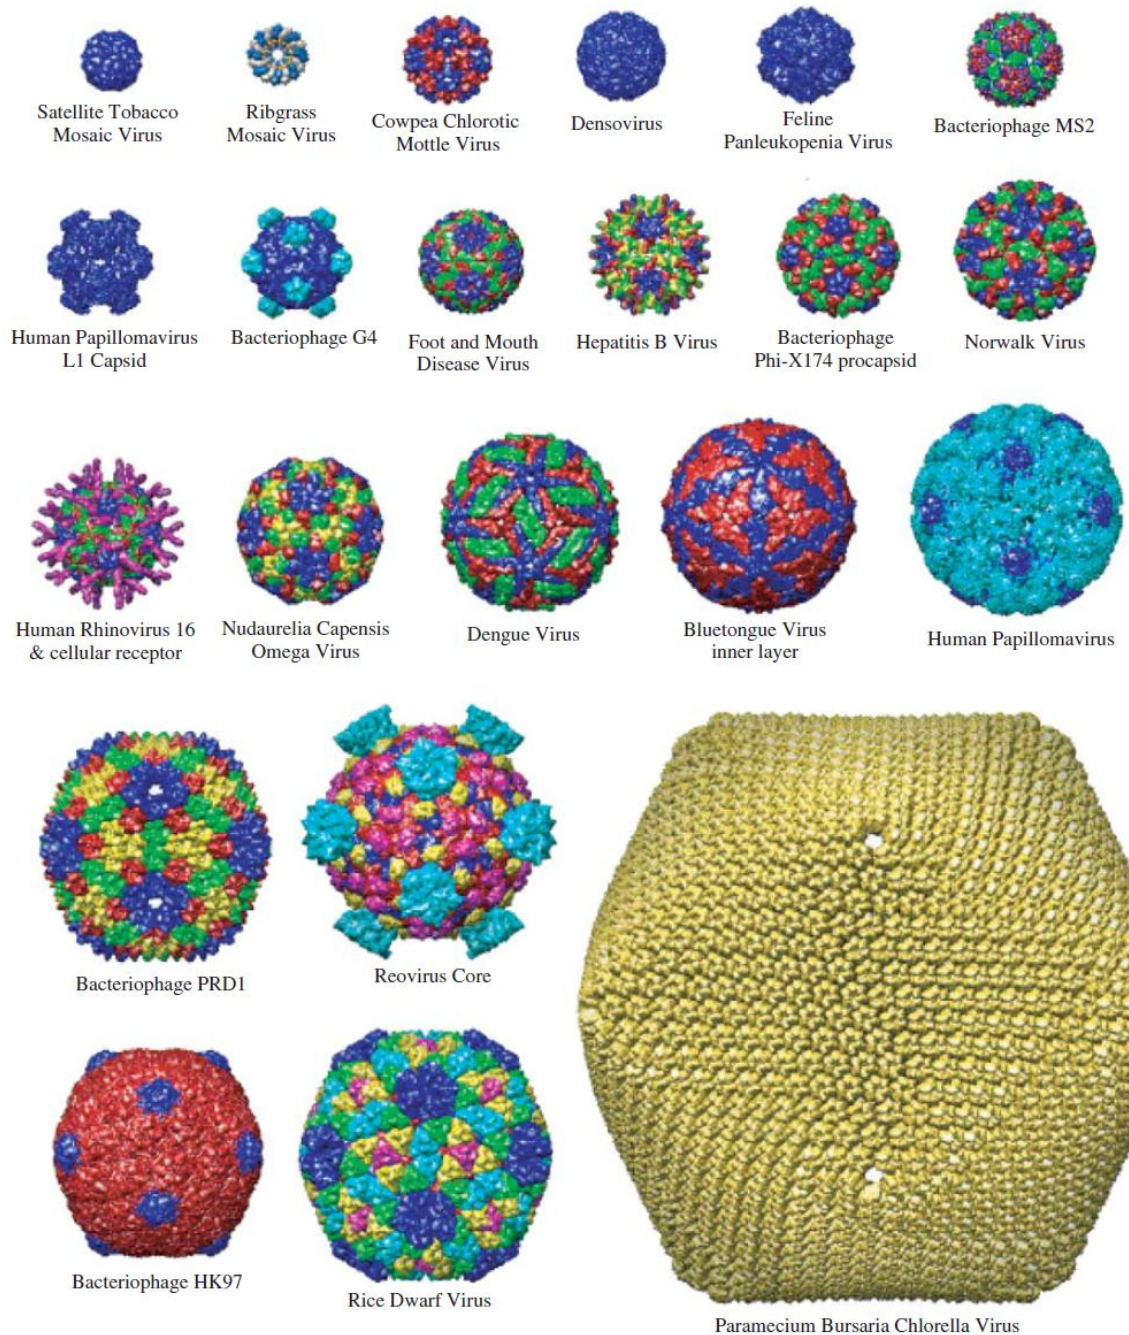 Satellite Tobacco
Mosaic Virus
Ribgrass
Mosaic Virus
Cowpea Chlorotic
Mottle Virus
Densovirus
Feline
Panleukopenia Virus
Bacteriophage MS2
Human Papillomavirus
L1 Capsid
Bacteriophage G4
Foot and Mouth
Disease Virus
Hepatitis B Virus
Bacteriophage
Phi-X174 procapsid
Norwalk Virus
Human Rhinovirus 16
& cellular receptor
Nudaurelia Capensis
Omega Virus
Dengue Virus
Bluetongue Virus
inner layer
Human Papillomavirus
Bacteriophage PRD1
Reovirus Core
Bacteriophage HK97
Rice Dwarf Virus
Paramecium Bursaria Chlorella Virus